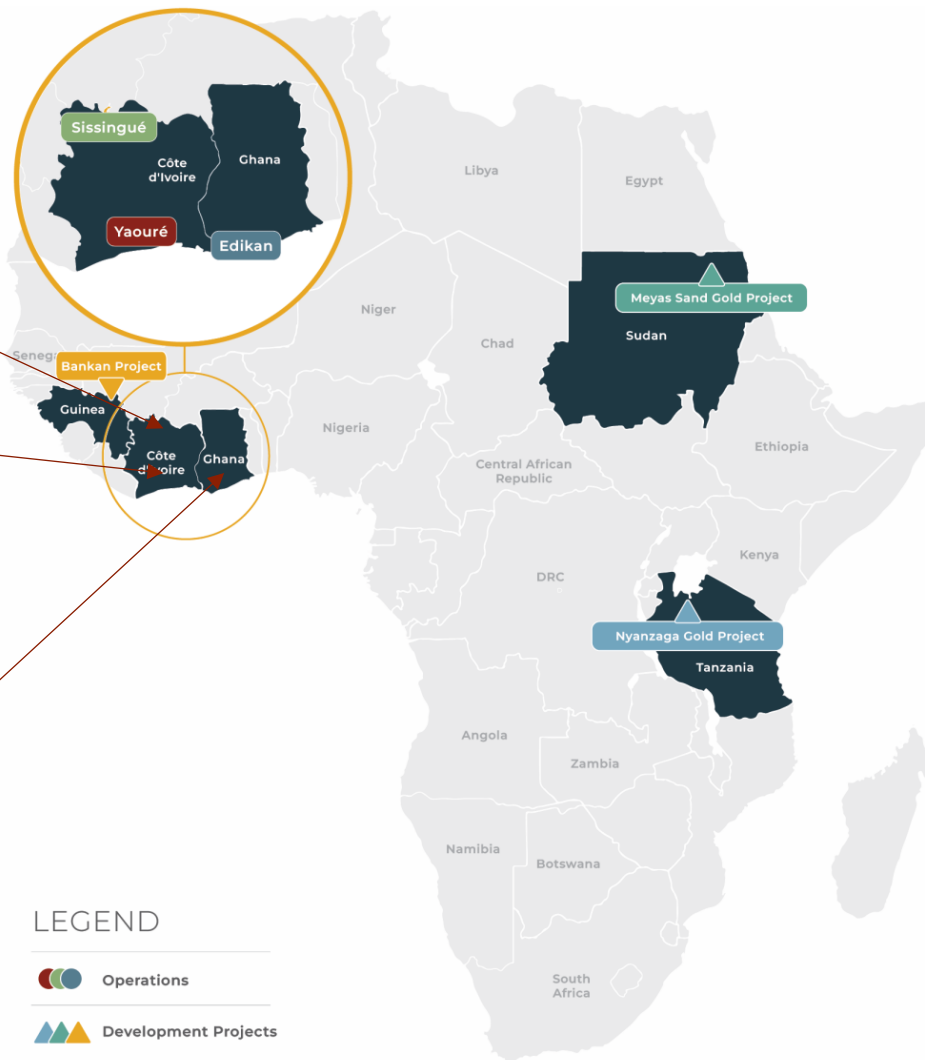 Sissingué
Côte
d'Ivoire
Ghana
Yaouré
Edikan
Libya
Egypt
Niger
Chad
Meyas Sand Gold Project
Sudan
Bankan Project
Guinea
Côte
d'Ivoire
Ghana
Nigeria
Central African
Republic
Ethiopia
Kenya
DRC
Nyanzaga Gold Project
Tanzania
Angola
Zambia
Namibia
Botswana
South
Africa
LEGEND
Operations
Development Projects